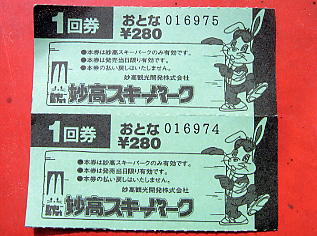 1回券 おとな 016975
¥280
●本券は妙高スキーパークのみ有効です。
●本券は発売当日限り有効です。
●本券の払い戻しはいたしません。
妙高観光開発株式会社
妙高スキーパーク
1回券 おとな 016974
¥280
●本券は妙高スキーパークのみ有効です。
●本券は発売当日限り有効です。
●本券の払い戻しはいたしません。
妙高観光開発株式会社
妙高スキーパーク